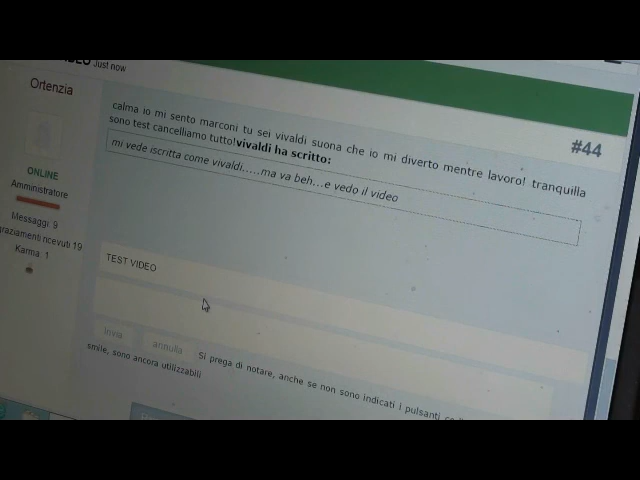 Just now
Ortenzia
#44
calma io mi sento marconi tu sei vivaldi suona che io mi diverto mentre lavoro! tranquilla
sono test cancelliamo tutto!vivaldi ha scritto:
mi vede iscritta come vivaldi.....ma va beh...e vedo il video
ONLINE
Amministratore
Messaggi 9
graziamenti ricevuti 19
Karma 1
TEST VIDEO
Invia annulla Si prega di notare, anche se non sono indicati i pulsanti
smile, sono ancora utilizzabili